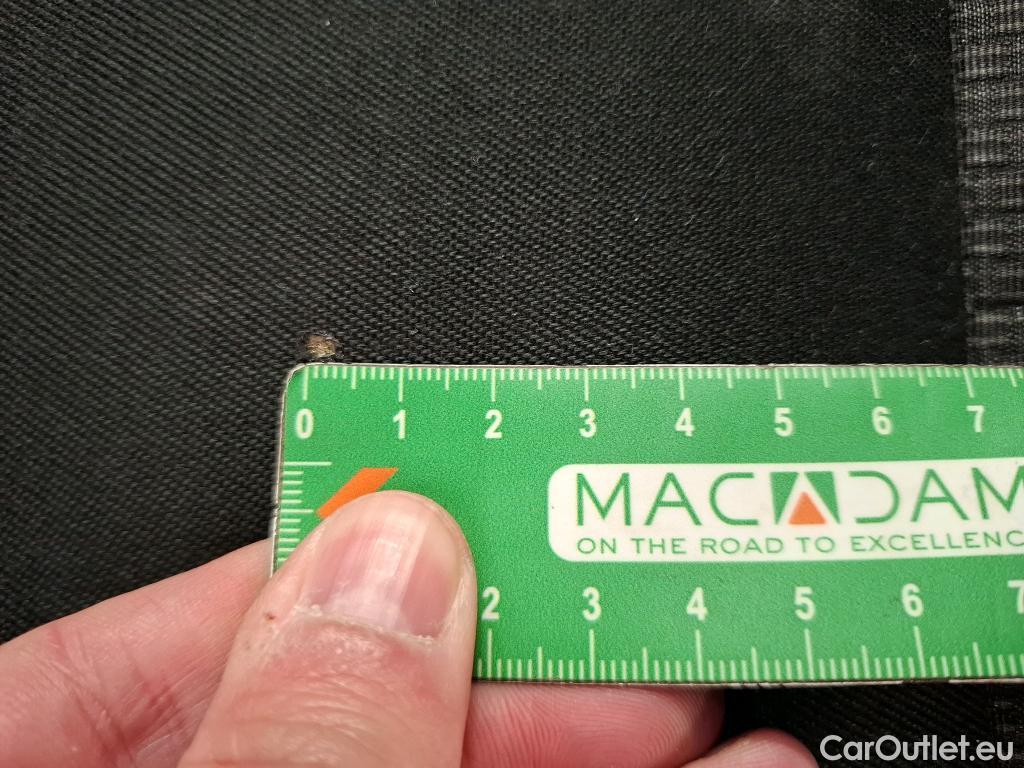 0 1 2 3 4 5 6 7
MACADAM
ON THE ROAD TO EXCELLENC
2 3 4 5 6 7
CarOutlet.eu